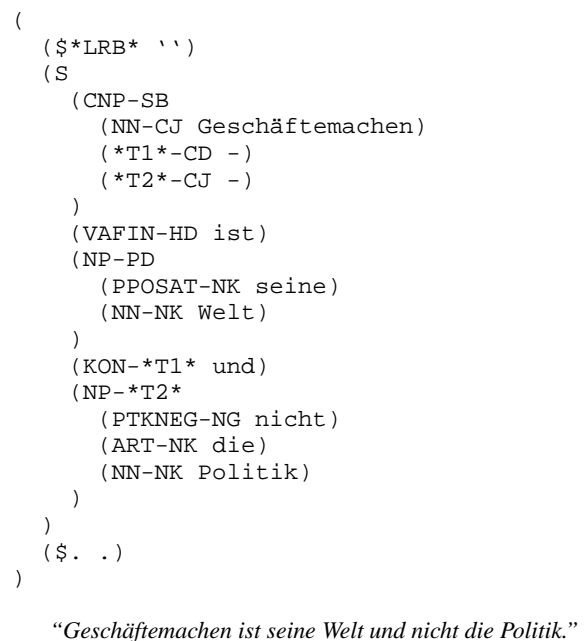 (
  ($*LRB* ‘‘)
  (S
    (CNP-SB
      (NN-CJ Geschäftemachen)
      (*T1*-CD -)
      (*T2*-CJ -)
    )
    (VAFIN-HD ist)
    (NP-PD
      (PPOSAT-NK seine)
      (NN-NK Welt)
    )
    (KON-*T1* und)
    (NP-*T2*
      (PTKNEG-NG nicht)
      (ART-NK die)
      (NN-NK Politik)
    )
  )
  ($. .)
)
“Geschäftemachen ist seine Welt und nicht die Politik.”